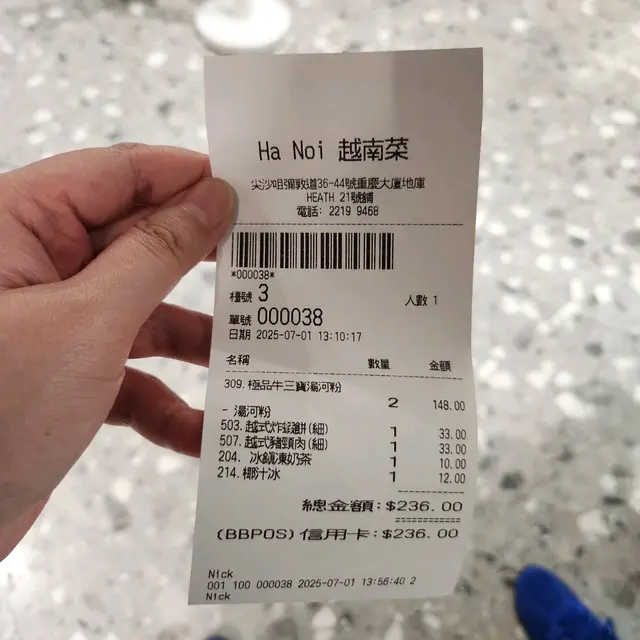 Ha Noi 越南菜
尖沙咀彌敦道36-44號重慶大廈地庫
HEATH 21號舖
電話: 2219 9468
*000038*
檯號 3 人數 1
單號 000038
日期 2025-07-01 13:10:17
名稱 數量 金額
309. 極品牛三寶湯河粉
2 148.00
- 湯河粉
503. 越式炸蝦餅(細) 1 33.00
507. 越式豬頸肉(細) 1 33.00
204. 冰鎮凍奶茶 1 10.00
214. 椰汁冰 1 12.00
總金額: $236.00
(BBPOS) 信用卡: $236.00
Nick
001 100 000038 2025-07-01 13:56:40 2
Nick